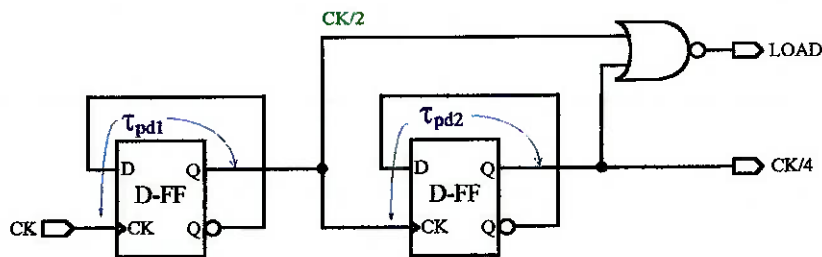 CK/2
LOAD
τpd1
τpd2
D Q
D Q
D-FF
D-FF
CK/4
CK
CK Q
CK Q